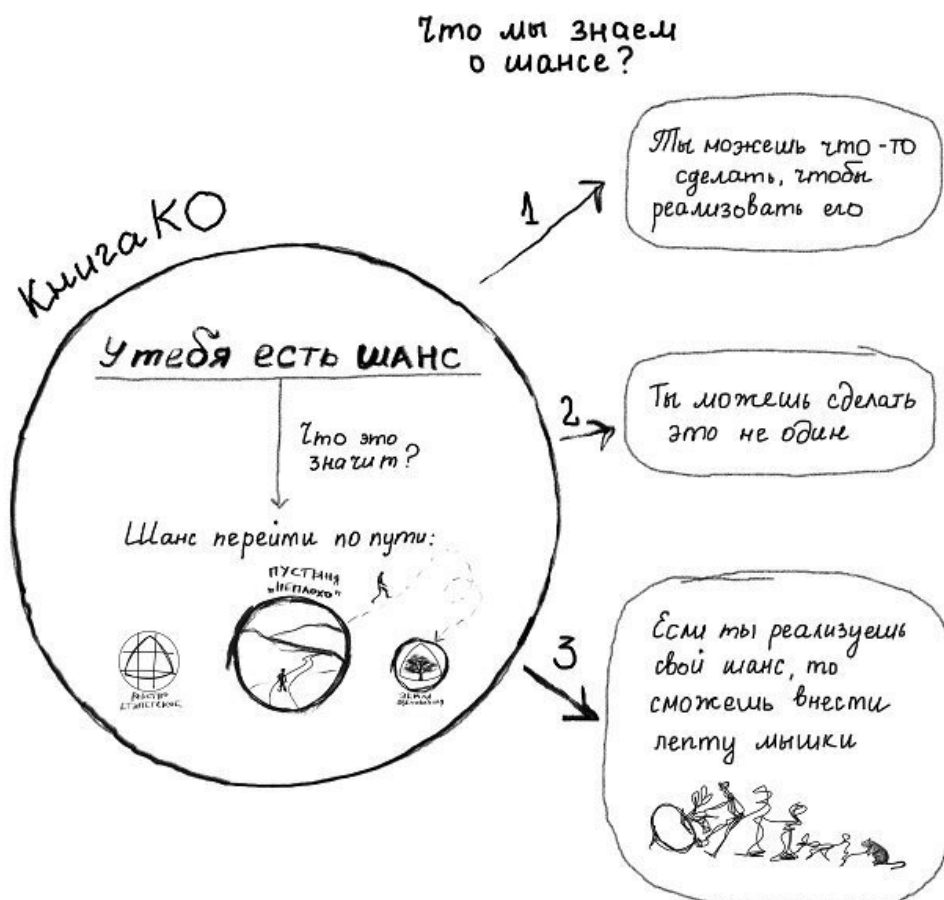 Что мы знаем
о шансе?
Книга КО
У тебя есть ШАНС
Что это
значит?
Шанс перейти по пути:
ПУСТЫНЯ
"НЕПЛОХО"
ЗЕМЛЯ
1
Ты можешь что-то
сделать, чтобы
реализовать его
2
Ты можешь сделать
это не один
3
Если ты реализуешь
свой шанс, то
сможешь внести
лепту мышки